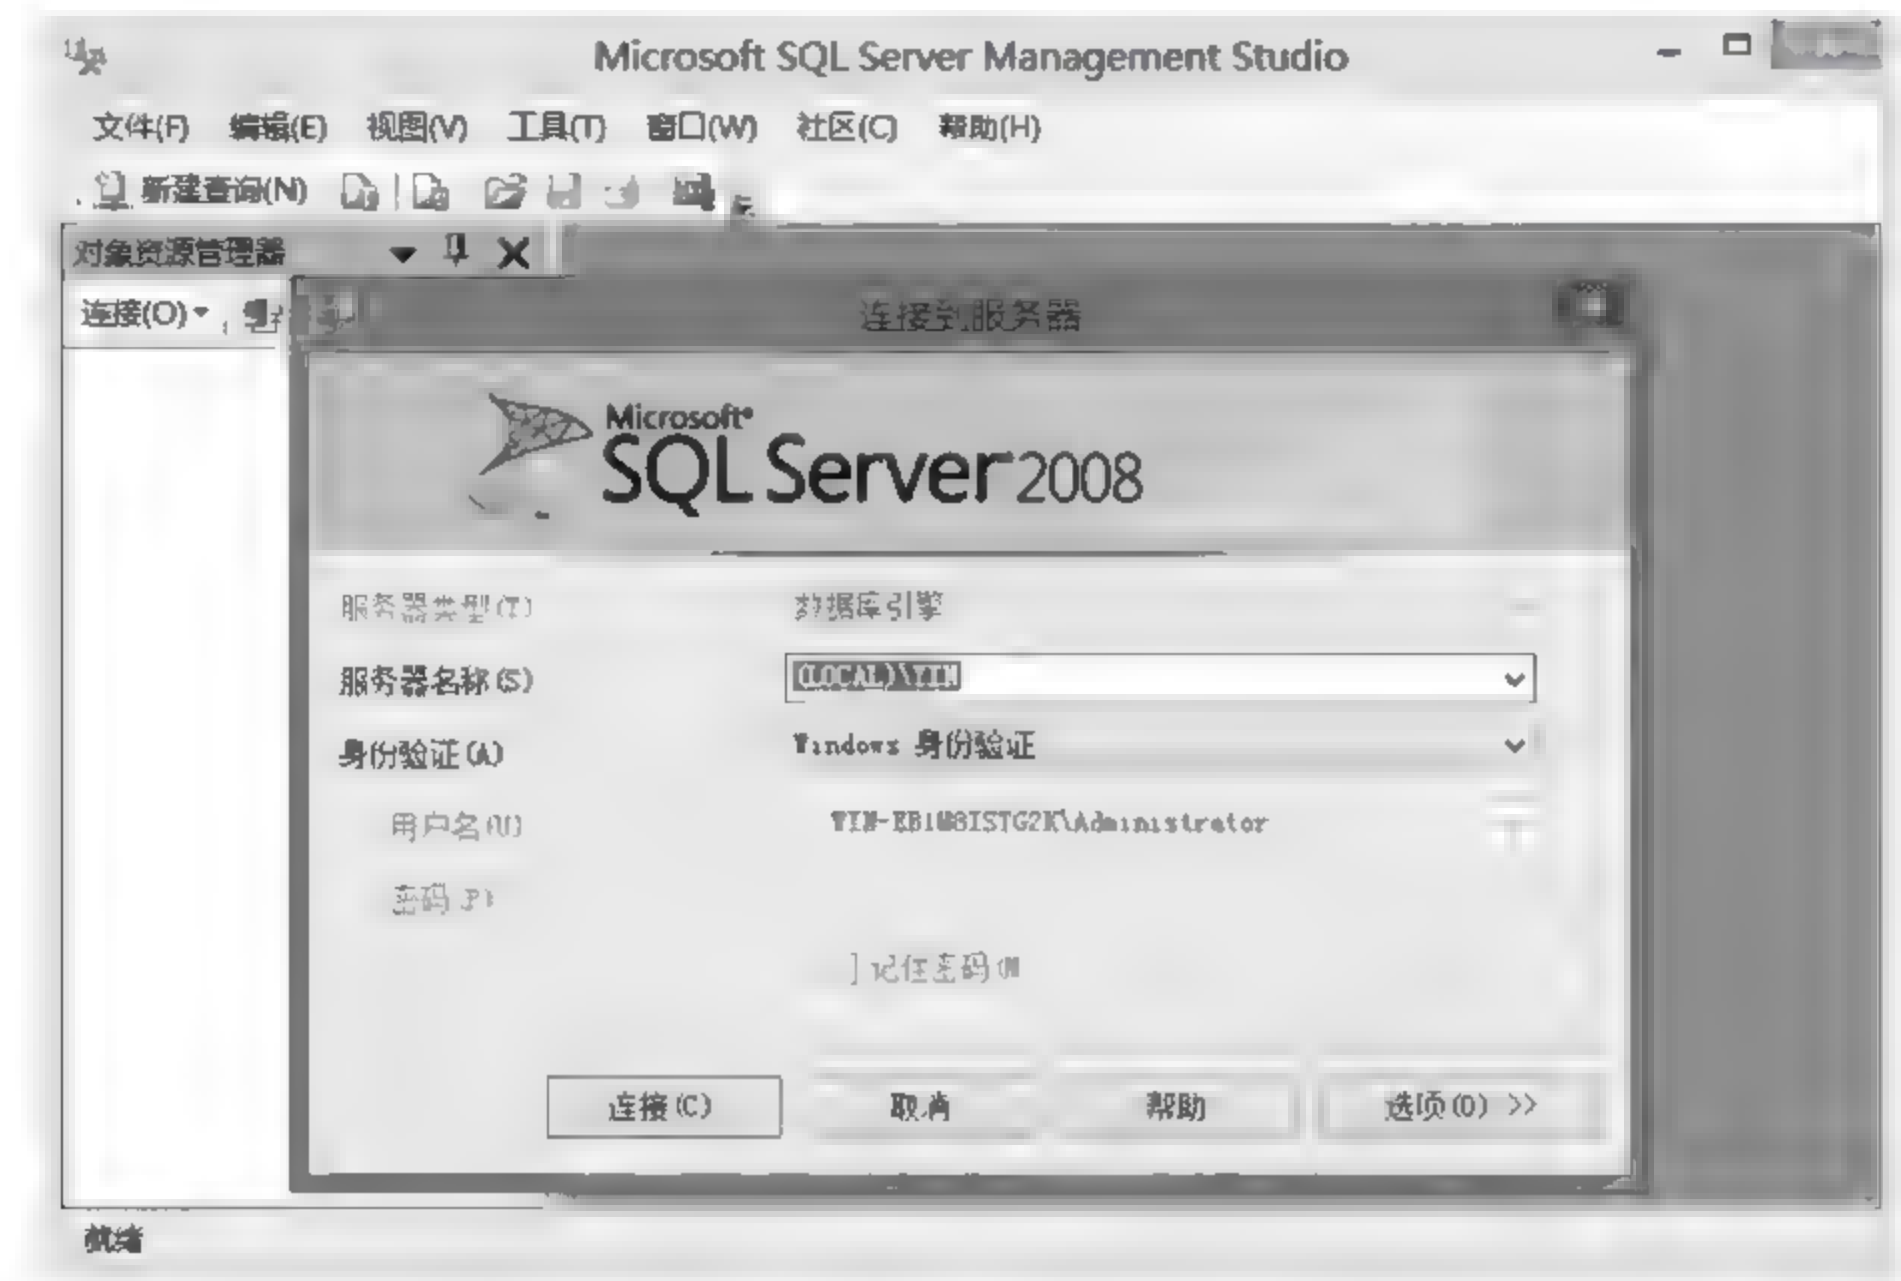 Microsoft SQL Server Management Studio
文件(F) 编辑(E) 视图(V) 工具(T) 窗口(W) 社区(C) 帮助(H)
新建查询(N)
对象资源管理器
连接(O)
连接到服务器
Microsoft®
SQL Server 2008
服务器类型(T) 数据库引擎
服务器名称(S) (LOCAL)\YIN
身份验证(A) Windows 身份验证
用户名(U) \Administrator
密码(P)
记住密码(M
连接(C) 取消 帮助 选项(O) >>
就绪